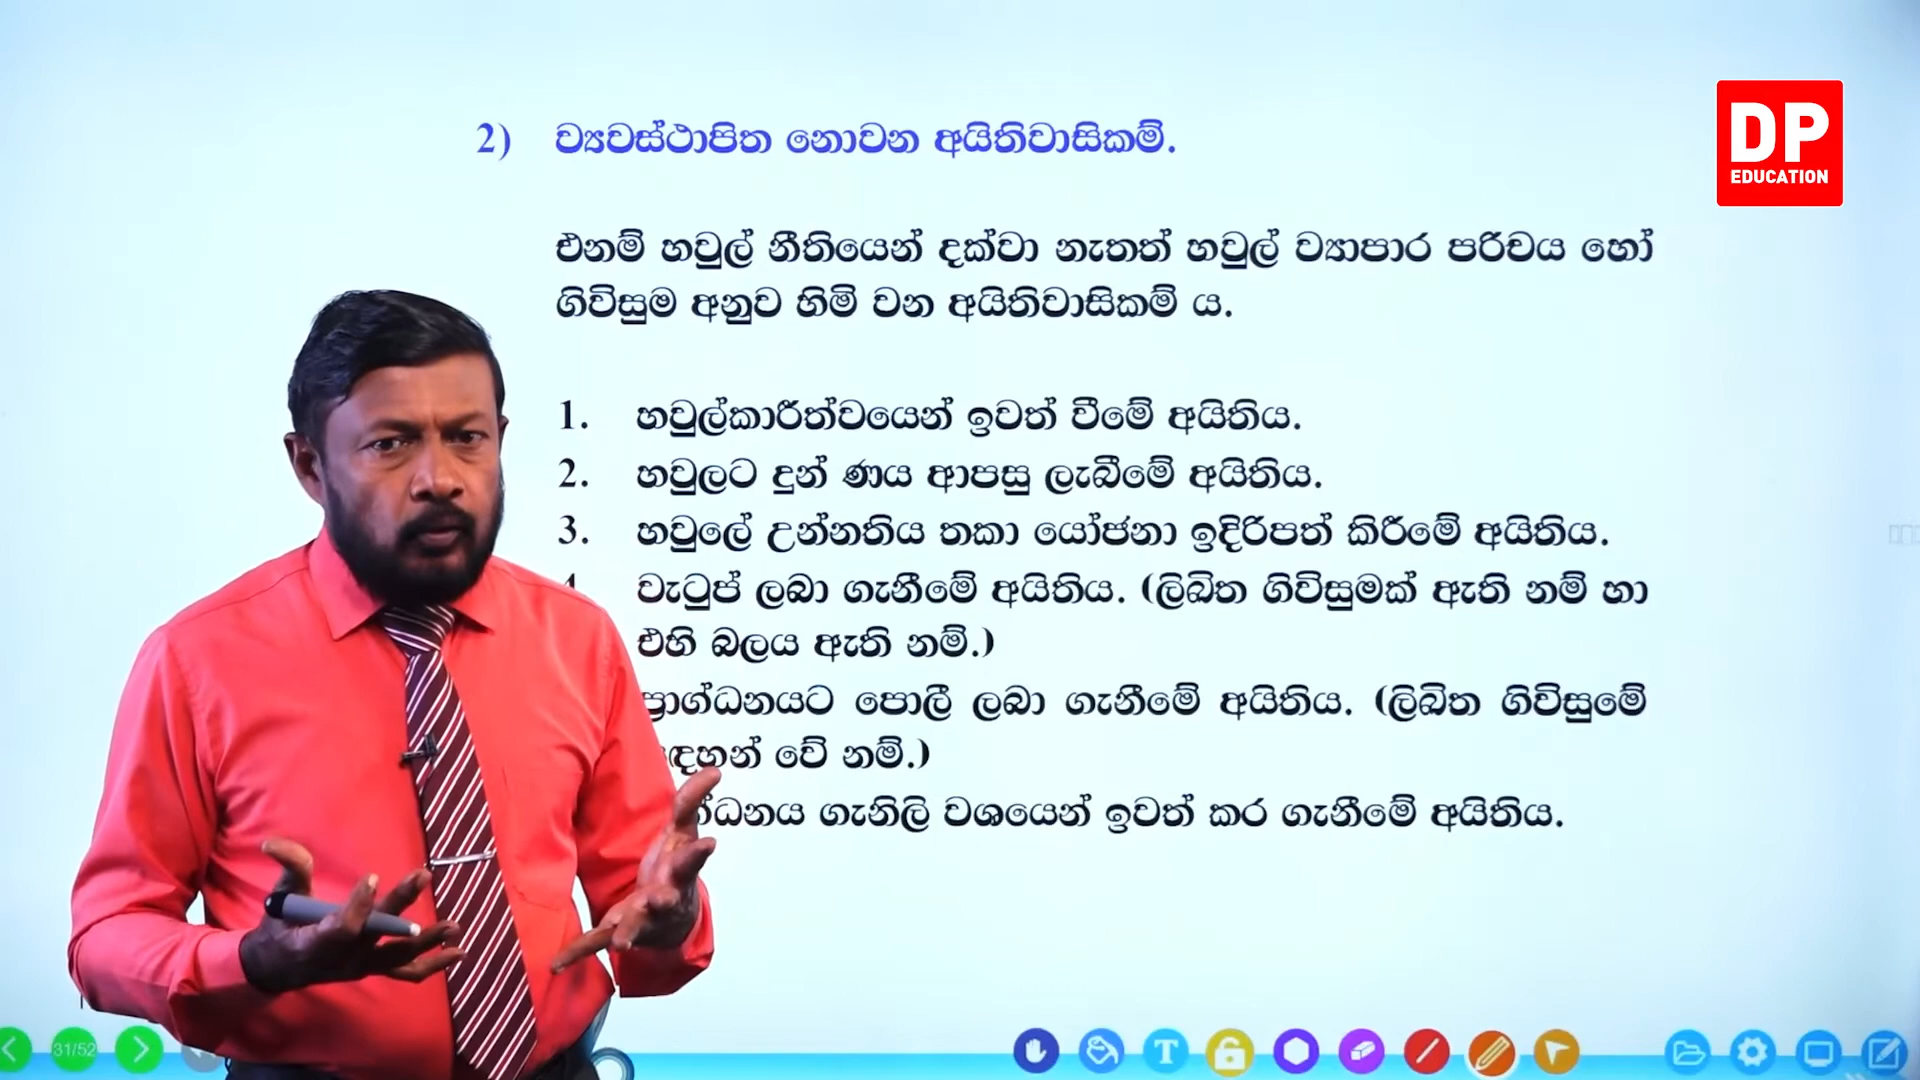 DP
EDUCATION
2) ව්‍යවස්ථාපිත නොවන අයිතිවාසිකම්.
එනම් හවුල් නීතියෙන් දක්වා නැතත් හවුල් ව්‍යාපාර පරිචය හෝ
ගිවිසුම අනුව හිමි වන අයිතිවාසිකම් ය.
1. හවුල්කාරීත්වයෙන් ඉවත් වීමේ අයිතිය.
2. හවුලට දුන් ණය ආපසු ලැබීමේ අයිතිය.
3. හවුලේ උන්නතිය තකා යෝජනා ඉදිරිපත් කිරීමේ අයිතිය.
වැටුප් ලබා ගැනීමේ අයිතිය. (ලිඛිත ගිවිසුමක් ඇති නම් හා
එහි බලය ඇති නම්.)
ප්‍රාග්ධනයට පොලී ලබා ගැනීමේ අයිතිය. (ලිඛිත ගිවිසුමේ
වේ නම්.)
ගැනිලි වශයෙන් ඉවත් කර ගැනීමේ අයිතිය.
31/52
T